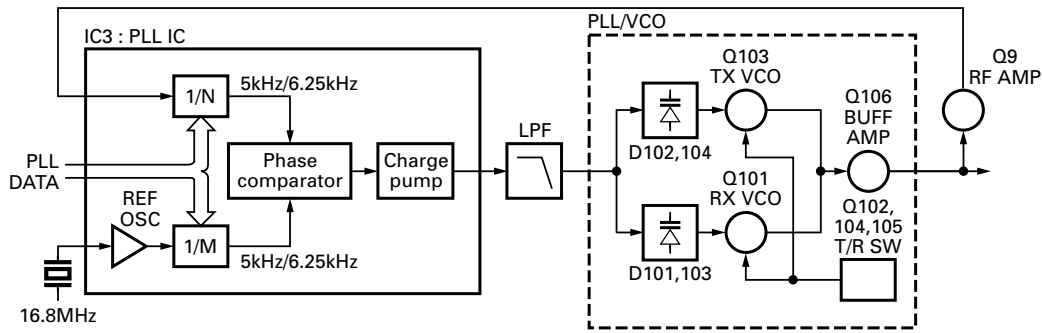 PLL/VCO
IC3 : PLL IC
1/N
5kHz/6.25kHz
PLL
DATA
REF
OSC
1/M
5kHz/6.25kHz
16.8MHz
Phase
comparator
Charge
pump
LPF
D102,104
D101,103
Q103
TX VCO
Q101
RX VCO
Q106
BUFF
AMP
Q102,
104,105
T/R SW
Q9
RF AMP